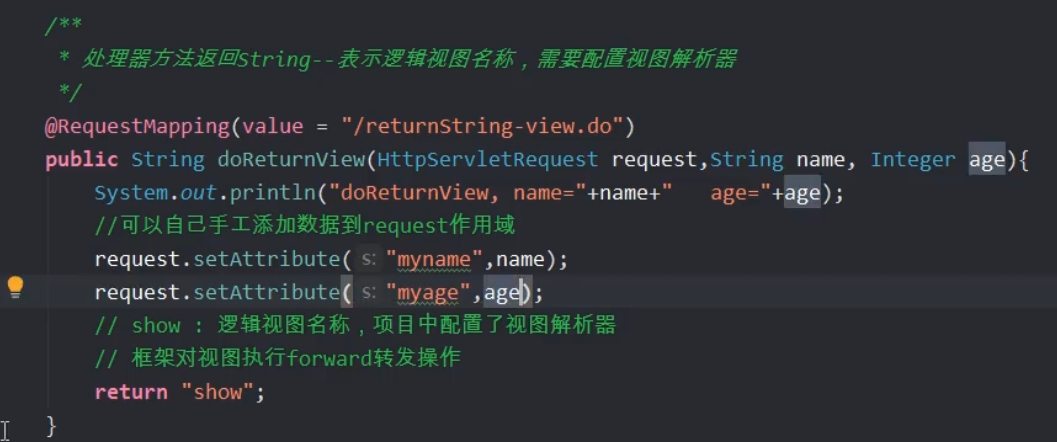 /**
* 处理器方法返回String--表示逻辑视图名称，需要配置视图解析器
*/
@RequestMapping(value = "/returnString-view.do")
public String doReturnView(HttpServletRequest request,String name, Integer age){
System.out.println("doReturnView, name="+name+"   age="+age);
//可以自己手工添加数据到request作用域
request.setAttribute( s: "myname",name);
request.setAttribute( s: "myage",age);
// show : 逻辑视图名称，项目中配置了视图解析器
// 框架对视图执行forward转发操作
return "show";
}